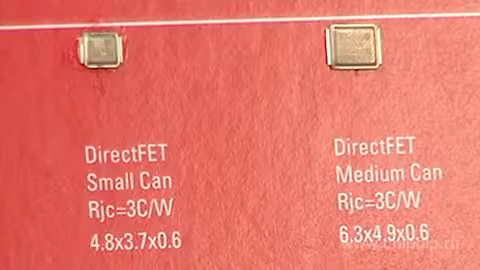 DirectFET
Small Can
Rjc=3C/W
4.8x3.7x0.6
DirectFET
Medium Can
Rjc=3C/W
6.3x4.9x0.6